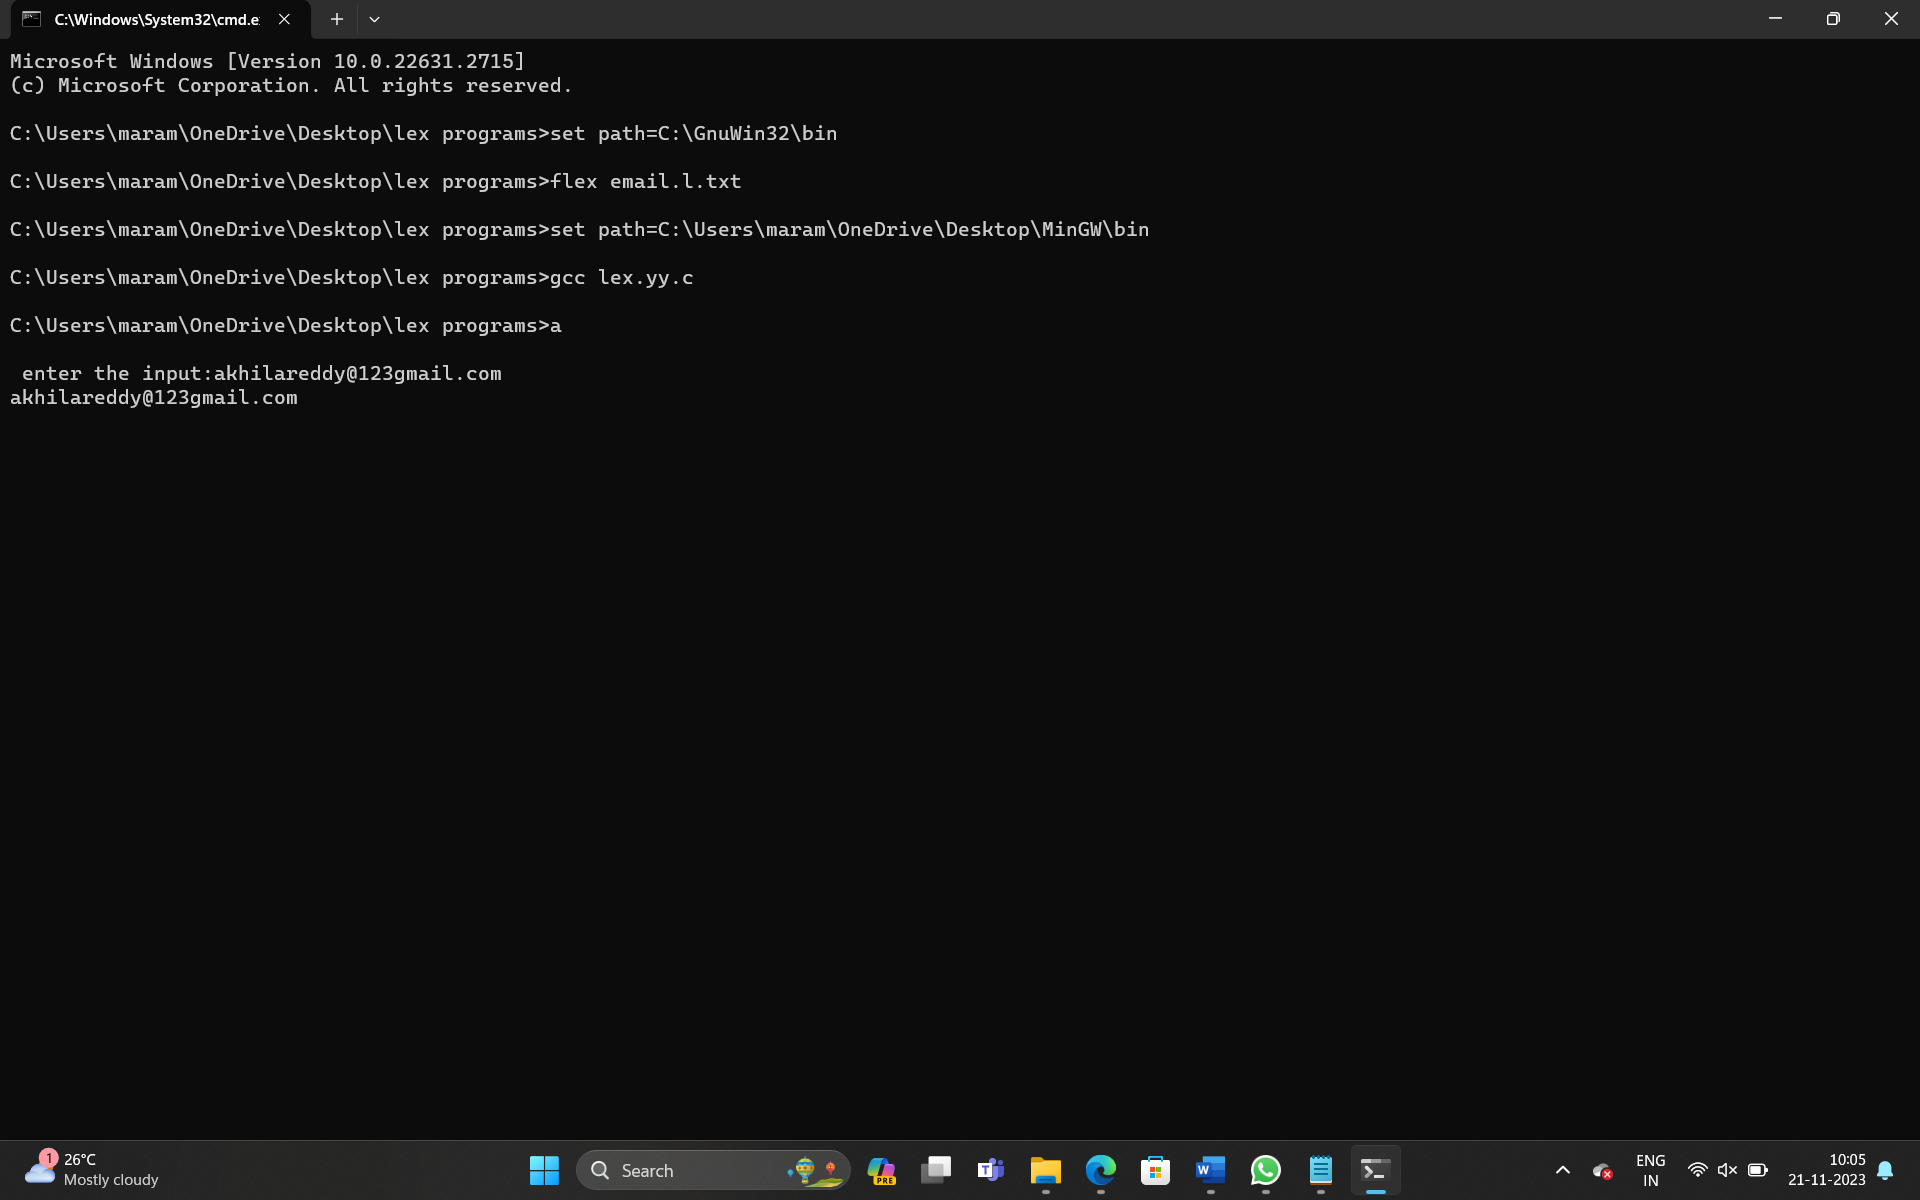 C:\Windows\System32\cmd.e
Microsoft Windows [Version 10.0.22631.2715]
(c) Microsoft Corporation. All rights reserved.
C:\Users\maram\OneDrive\Desktop\lex programs>set path=C:\GnuWin32\bin
C:\Users\maram\OneDrive\Desktop\lex programs>flex email.l.txt
C:\Users\maram\OneDrive\Desktop\lex programs>set path=C:\Users\maram\OneDrive\Desktop\MinGW\bin
C:\Users\maram\OneDrive\Desktop\lex programs>gcc lex.yy.c
C:\Users\maram\OneDrive\Desktop\lex programs>a
enter the input:akhilareddy@123gmail.com
akhilareddy@123gmail.com
1
26°C
Mostly cloudy
Search
PRE
T
W
ENG
IN
10:05
21-11-2023